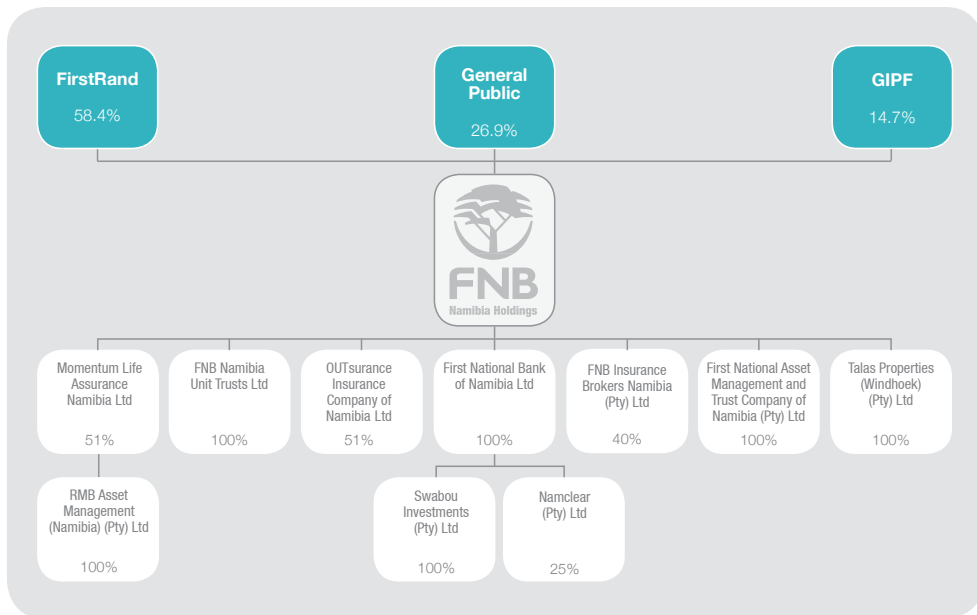 FirstRand
58.4%
General
Public
26.9%
GIPF
14.7%
FNB
Namibia Holdings
Momentum Life
Assurance
Namibia Ltd
51%
FNB Namibia
Unit Trusts Ltd
100%
OUTsurance
Insurance
Company of
Namibia Ltd
51%
First National Bank
of Namibia Ltd
100%
FNB Insurance
Brokers Namibia
(Pty) Ltd
40%
First National Asset
Management and
Trust Company of
Namibia (Pty) Ltd
100%
Talas Properties
(Windhoek)
(Pty) Ltd
100%
RMB Asset
Management
(Namibia) (Pty) Ltd
100%
Swabou
Investments
(Pty) Ltd
100%
Namclear
(Pty) Ltd
25%